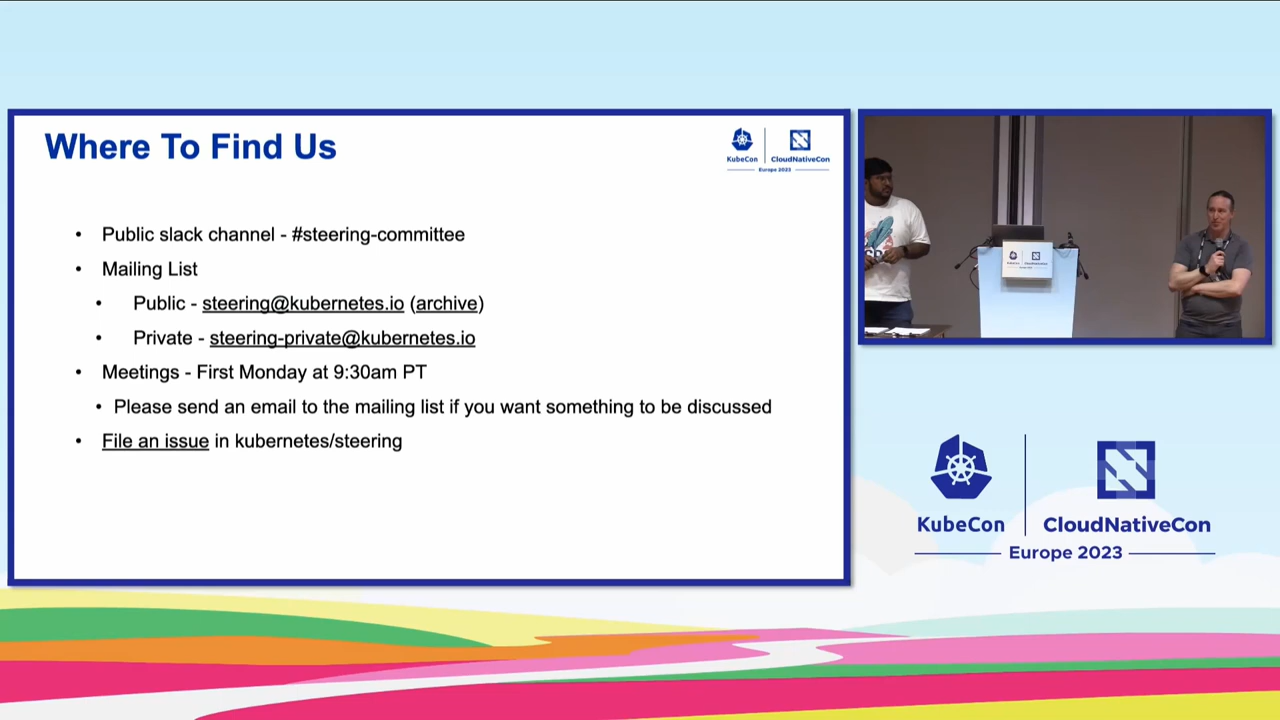 Where To Find Us
KubeCon
CloudNativeCon
Europe 2023
• Public slack channel - #steering-committee
• Mailing List
• Public - steering@kubernetes.io (archive)
• Private - steering-private@kubernetes.io
• Meetings - First Monday at 9:30am PT
• Please send an email to the mailing list if you want something to be discussed
• File an issue in kubernetes/steering
KubeCon
CloudNativeCon
Europe 2023